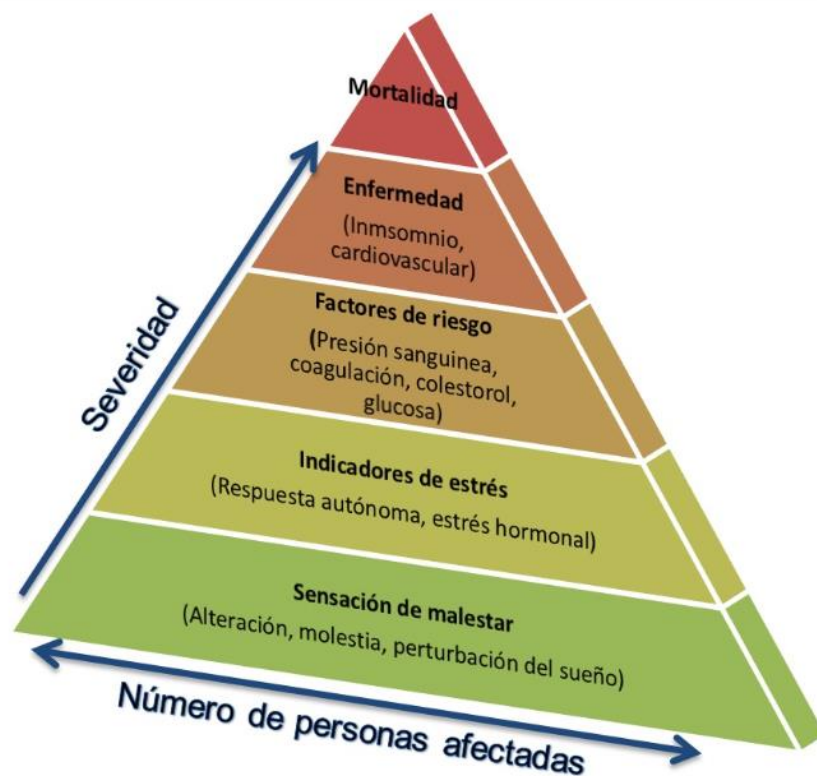 Mortalidad
Enfermedad
(Inmsomnio,
cardiovascular)
Factores de riesgo
(Presión sanguinea,
coagulación, colestorol,
glucosa)
Indicadores de estrés
(Respuesta autónoma, estrés hormonal)
Sensación de malestar
(Alteración, molestia, perturbación del sueño)
Severidad
Número de personas afectadas